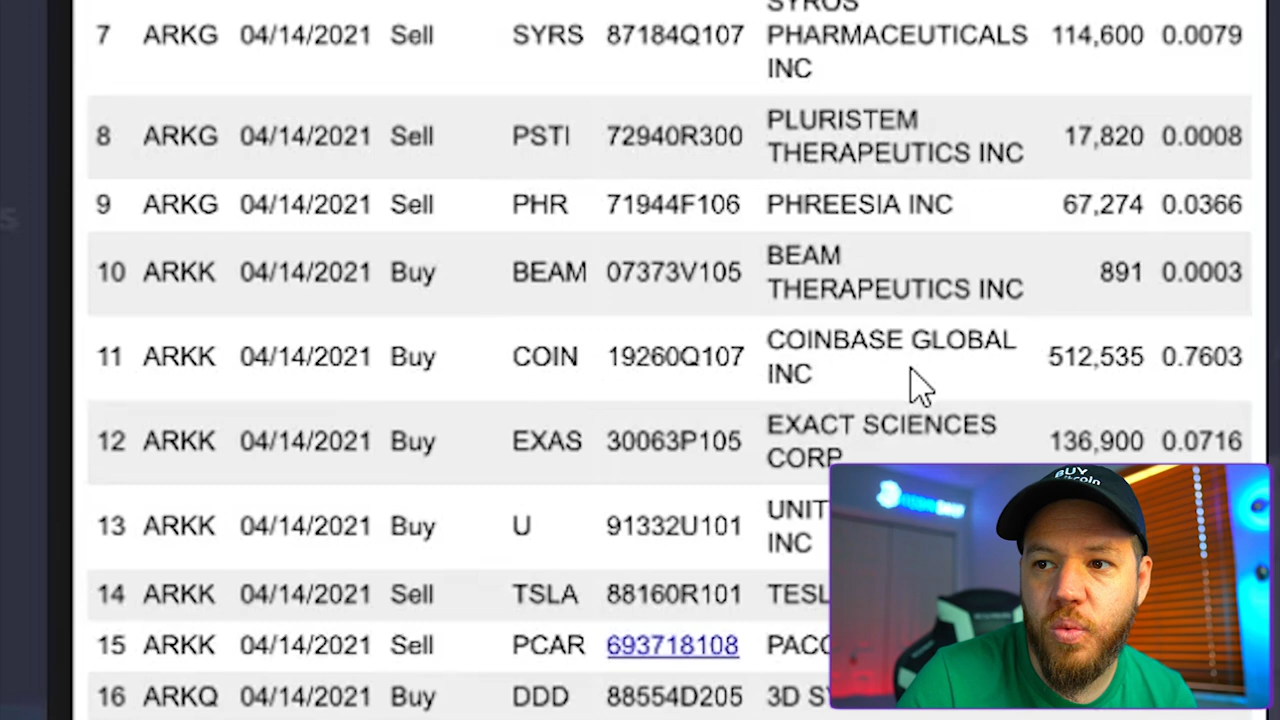 SYROS
7 ARKG 04/14/2021 Sell SYRS 87184Q107 PHARMACEUTICALS 114,600 0.0079
INC
PLURISTEM
8 ARKG 04/14/2021 Sell PSTI 72940R300 THERAPEUTICS INC 17,820 0.0008
9 ARKG 04/14/2021 Sell PHR 71944F106 PHREESIA INC 67,274 0.0366
BEAM
10 ARKK 04/14/2021 Buy BEAM 07373V105 THERAPEUTICS INC 891 0.0003
COINBASE GLOBAL
11 ARKK 04/14/2021 Buy COIN 19260Q107 INC 512,535 0.7603
EXACT SCIENCES
12 ARKK 04/14/2021 Buy EXAS 30063P105 CORP 136,900 0.0716
UNIT
13 ARKK 04/14/2021 Buy U 91332U101 INC
14 ARKK 04/14/2021 Sell TSLA 88160R101 TESL
15 ARKK 04/14/2021 Sell PCAR 693718108 PACC
16 ARKQ 04/14/2021 Buy DDD 88554D205 3D SY
BUY